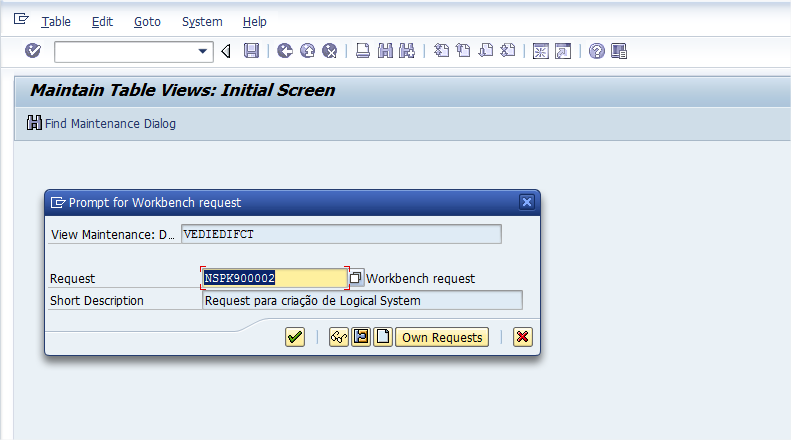 Table Edit Goto System Help
Maintain Table Views: Initial Screen
Find Maintenance Dialog
Prompt for Workbench request
View Maintenance: D... VEDIEDIFCT
Request NSPK900002 Workbench request
Short Description Request para criação de Logical System
Own Requests